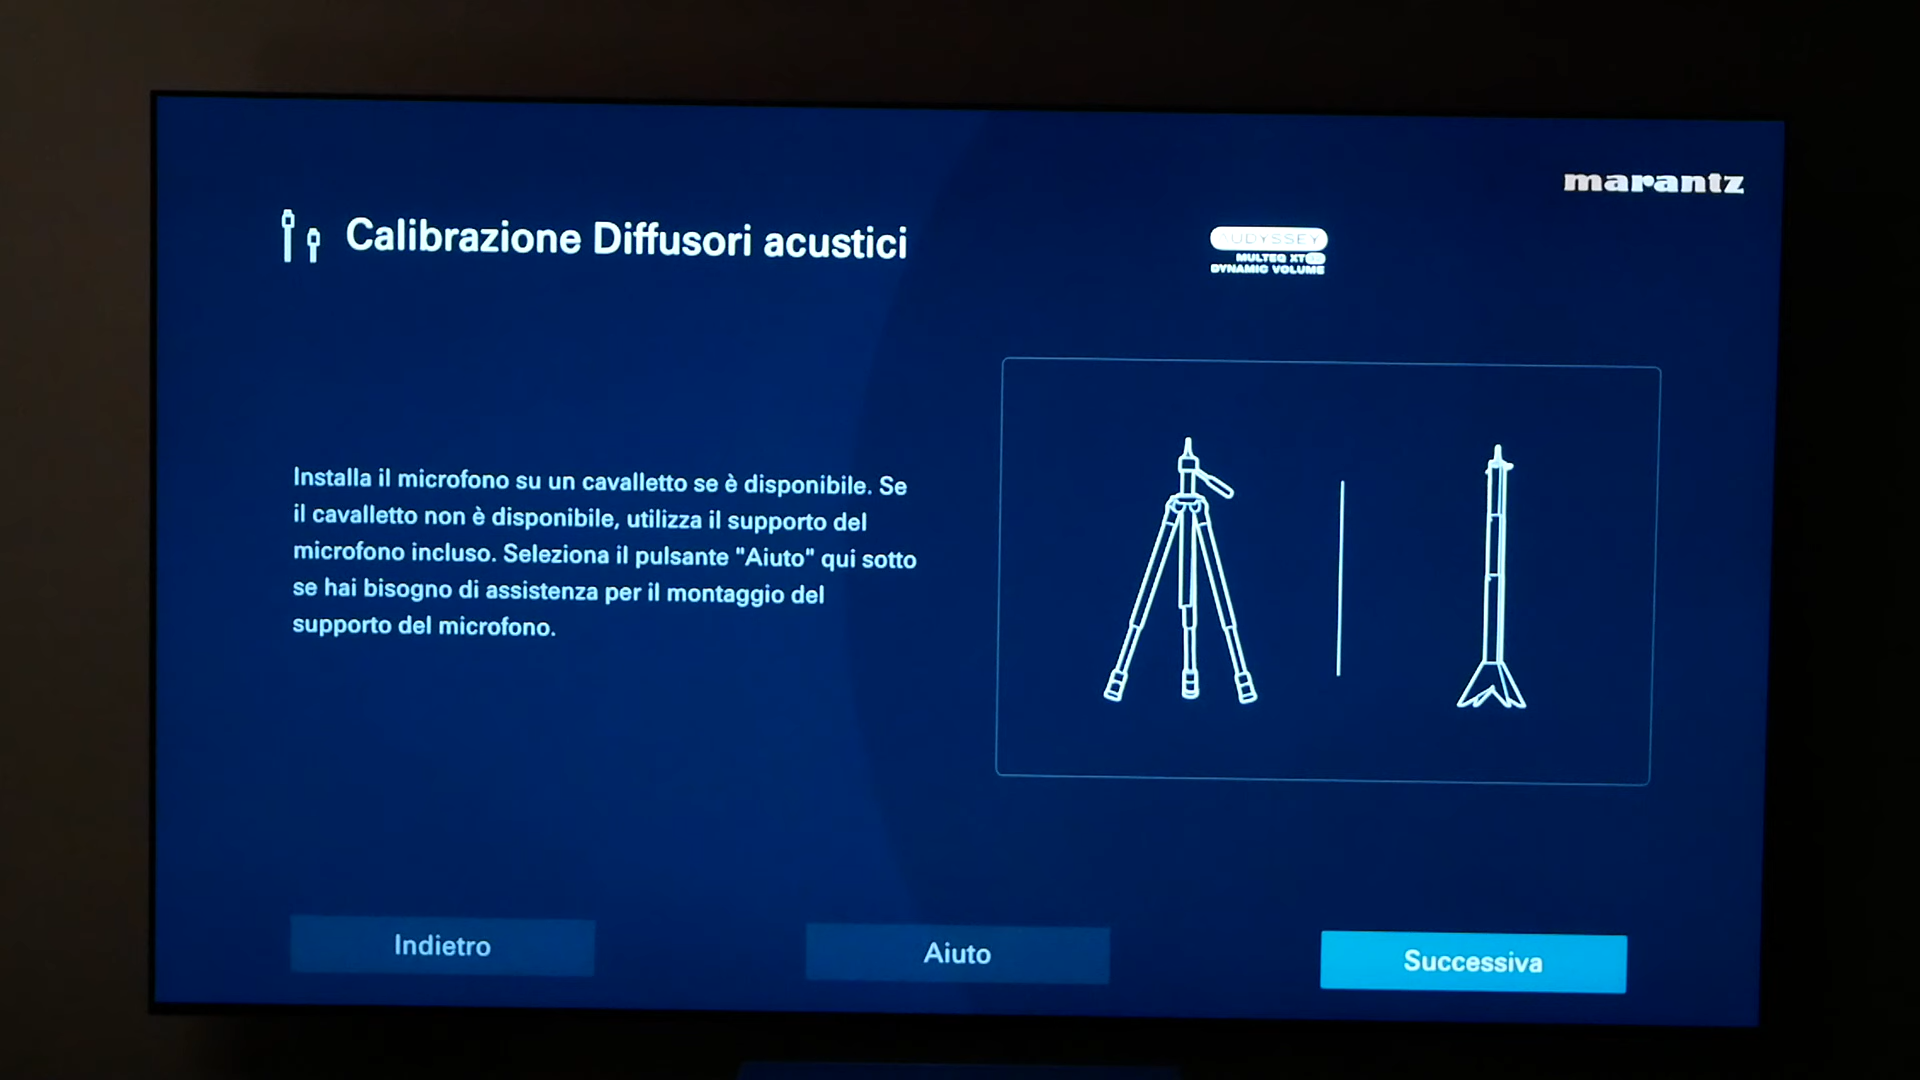 marantz
Calibrazione Diffusori acustici
AUDYSSEY
MULTEQ XT32
DYNAMIC VOLUME
Installa il microfono su un cavalletto se è disponibile. Se
il cavalletto non è disponibile, utilizza il supporto del
microfono incluso. Seleziona il pulsante "Aiuto" qui sotto
se hai bisogno di assistenza per il montaggio del
supporto del microfono.
Indietro
Aiuto
Successiva